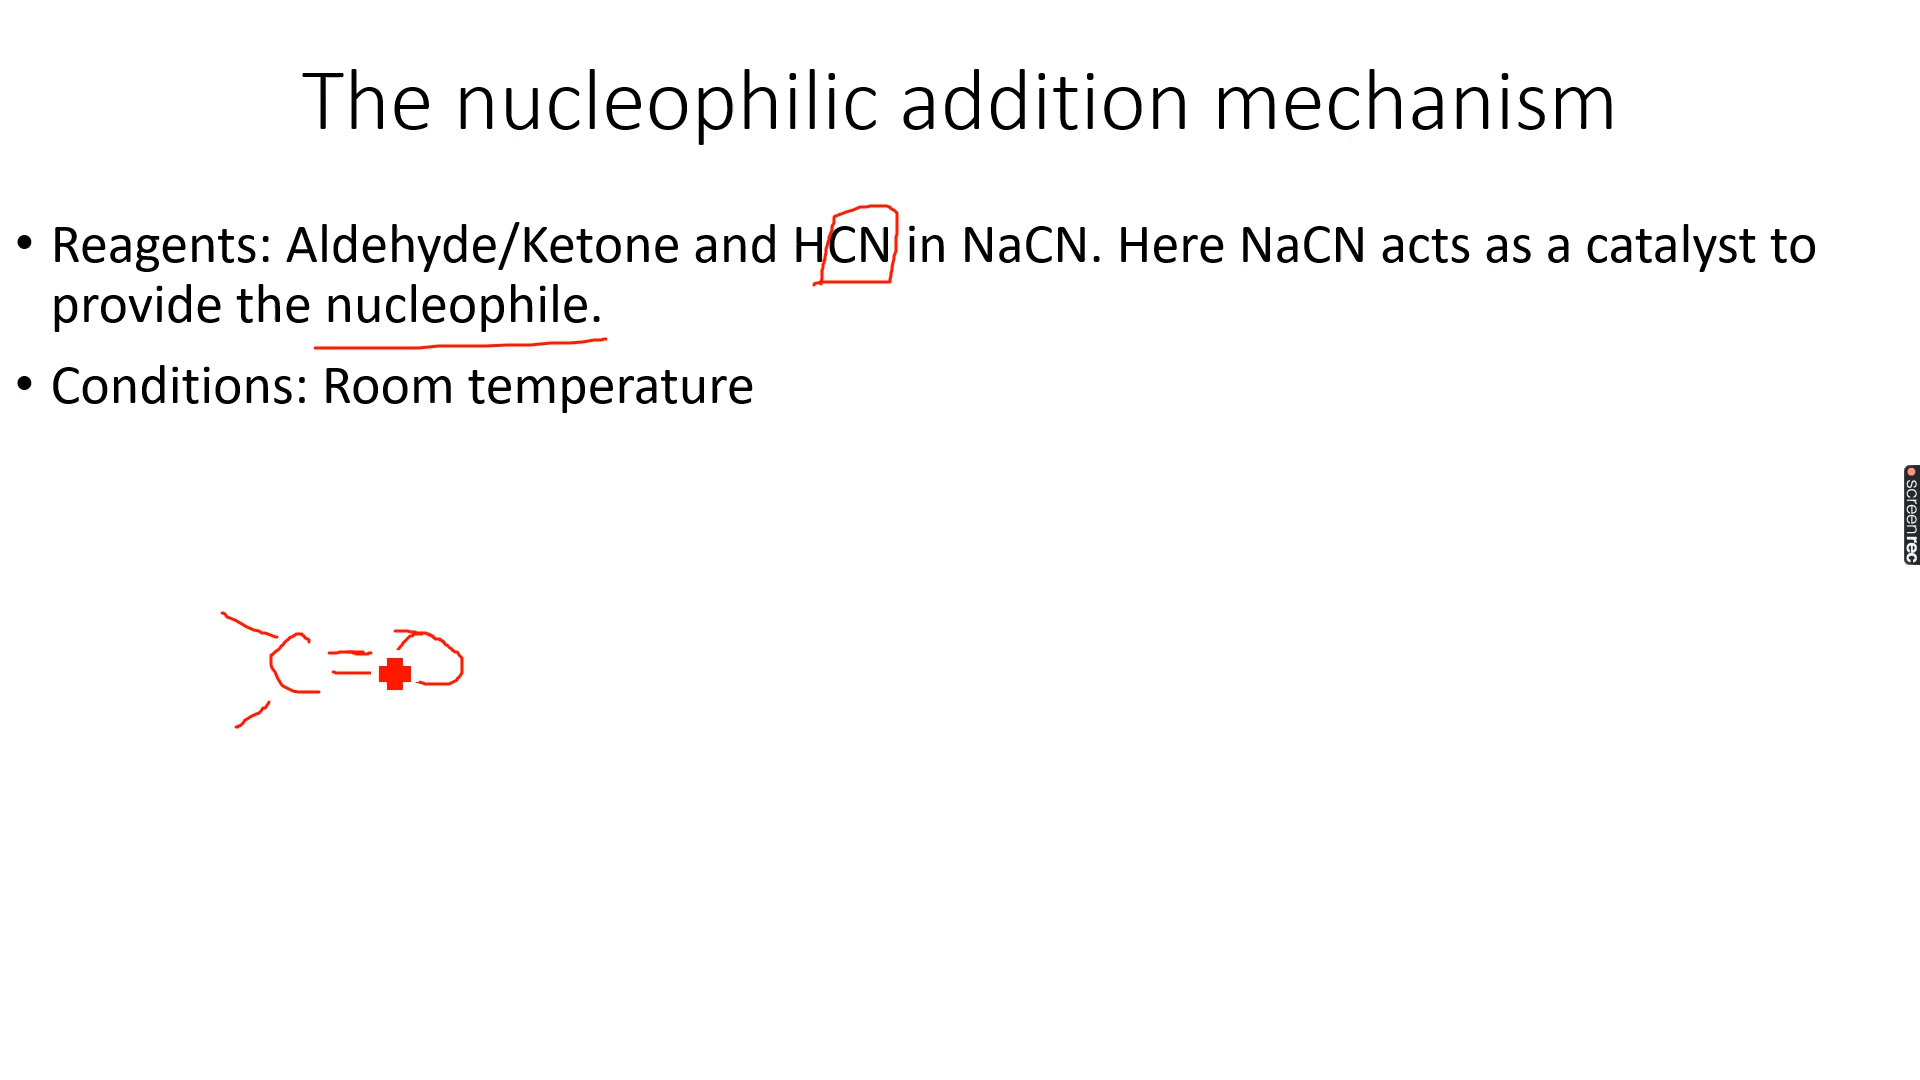 The nucleophilic addition mechanism
• Reagents: Aldehyde/Ketone and HCN in NaCN. Here NaCN acts as a catalyst to
provide the nucleophile.
• Conditions: Room temperature
C=O
screenrec